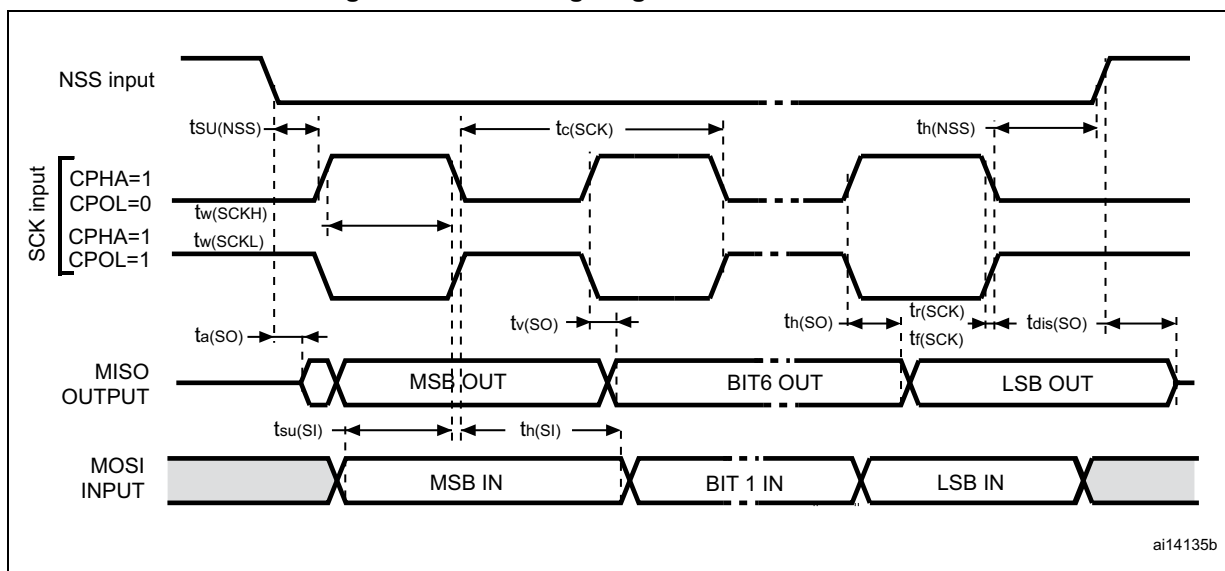 NSS input
tSU(NSS)
tc(SCK)
th(NSS)
SCK input
CPHA=1
CPOL=0
tw(SCKH)
CPHA=1
tw(SCKL)
CPOL=1
ta(SO)
tv(SO)
th(SO)
tr(SCK)
tf(SCK)
tdis(SO)
MISO
OUTPUT
MSB OUT
BIT6 OUT
LSB OUT
tsu(SI)
th(SI)
MOSI
INPUT
MSB IN
BIT 1 IN
LSB IN
ai14135b